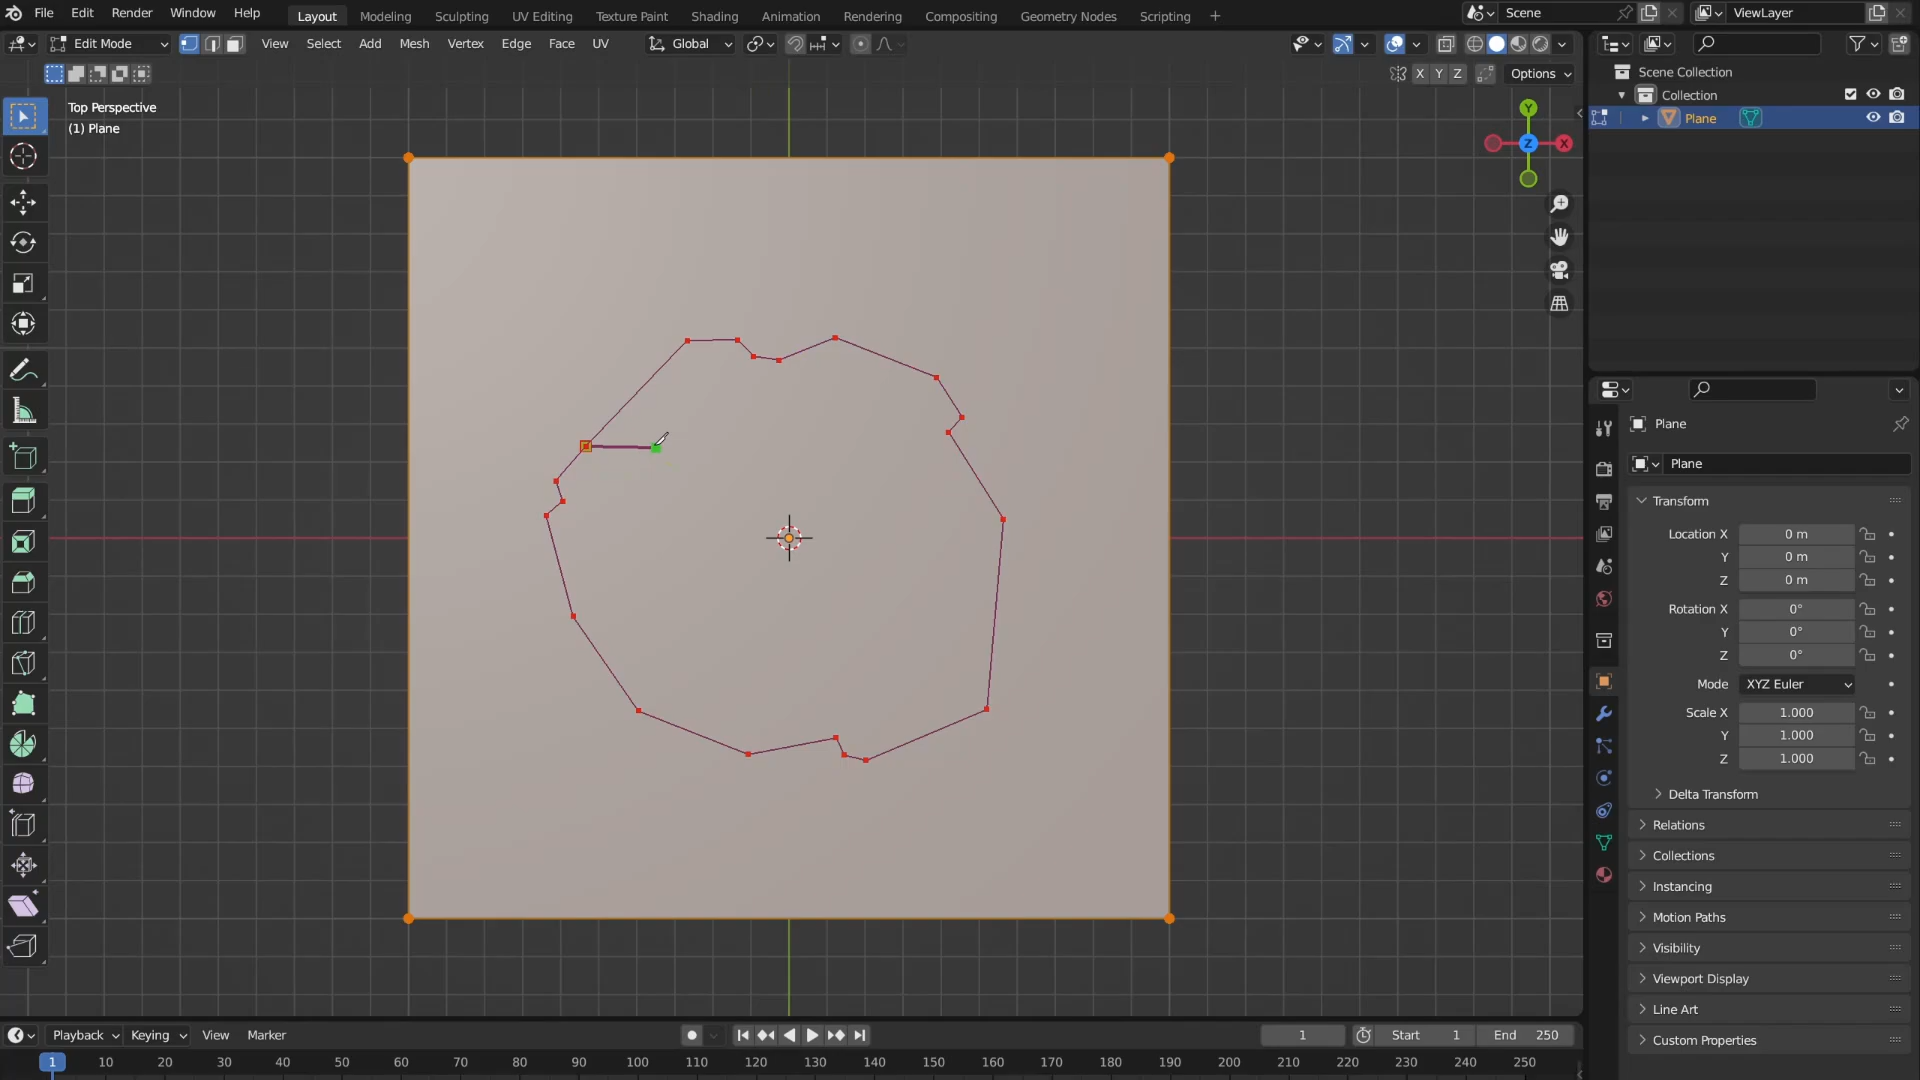 File Edit Render Window Help Layout Modeling Sculpting UV Editing Texture Paint Shading Animation Rendering Compositing Geometry Nodes Scripting + Scene ViewLayer
Edit Mode View Select Add Mesh Vertex Edge Face UV Global
X Y Z Options
Top Perspective
(1) Plane
Y
Z X
Scene Collection
Collection
Plane
Plane
Plane
Transform
Location X 0 m
Y 0 m
Z 0 m
Rotation X 0°
Y 0°
Z 0°
Mode XYZ Euler
Scale X 1.000
Y 1.000
Z 1.000
Delta Transform
Relations
Collections
Instancing
Motion Paths
Visibility
Viewport Display
Line Art
Custom Properties
Playback Keying View Marker 1 Start 1 End 250
1 10 20 30 40 50 60 70 80 90 100 110 120 130 140 150 160 170 180 190 200 210 220 230 240 250